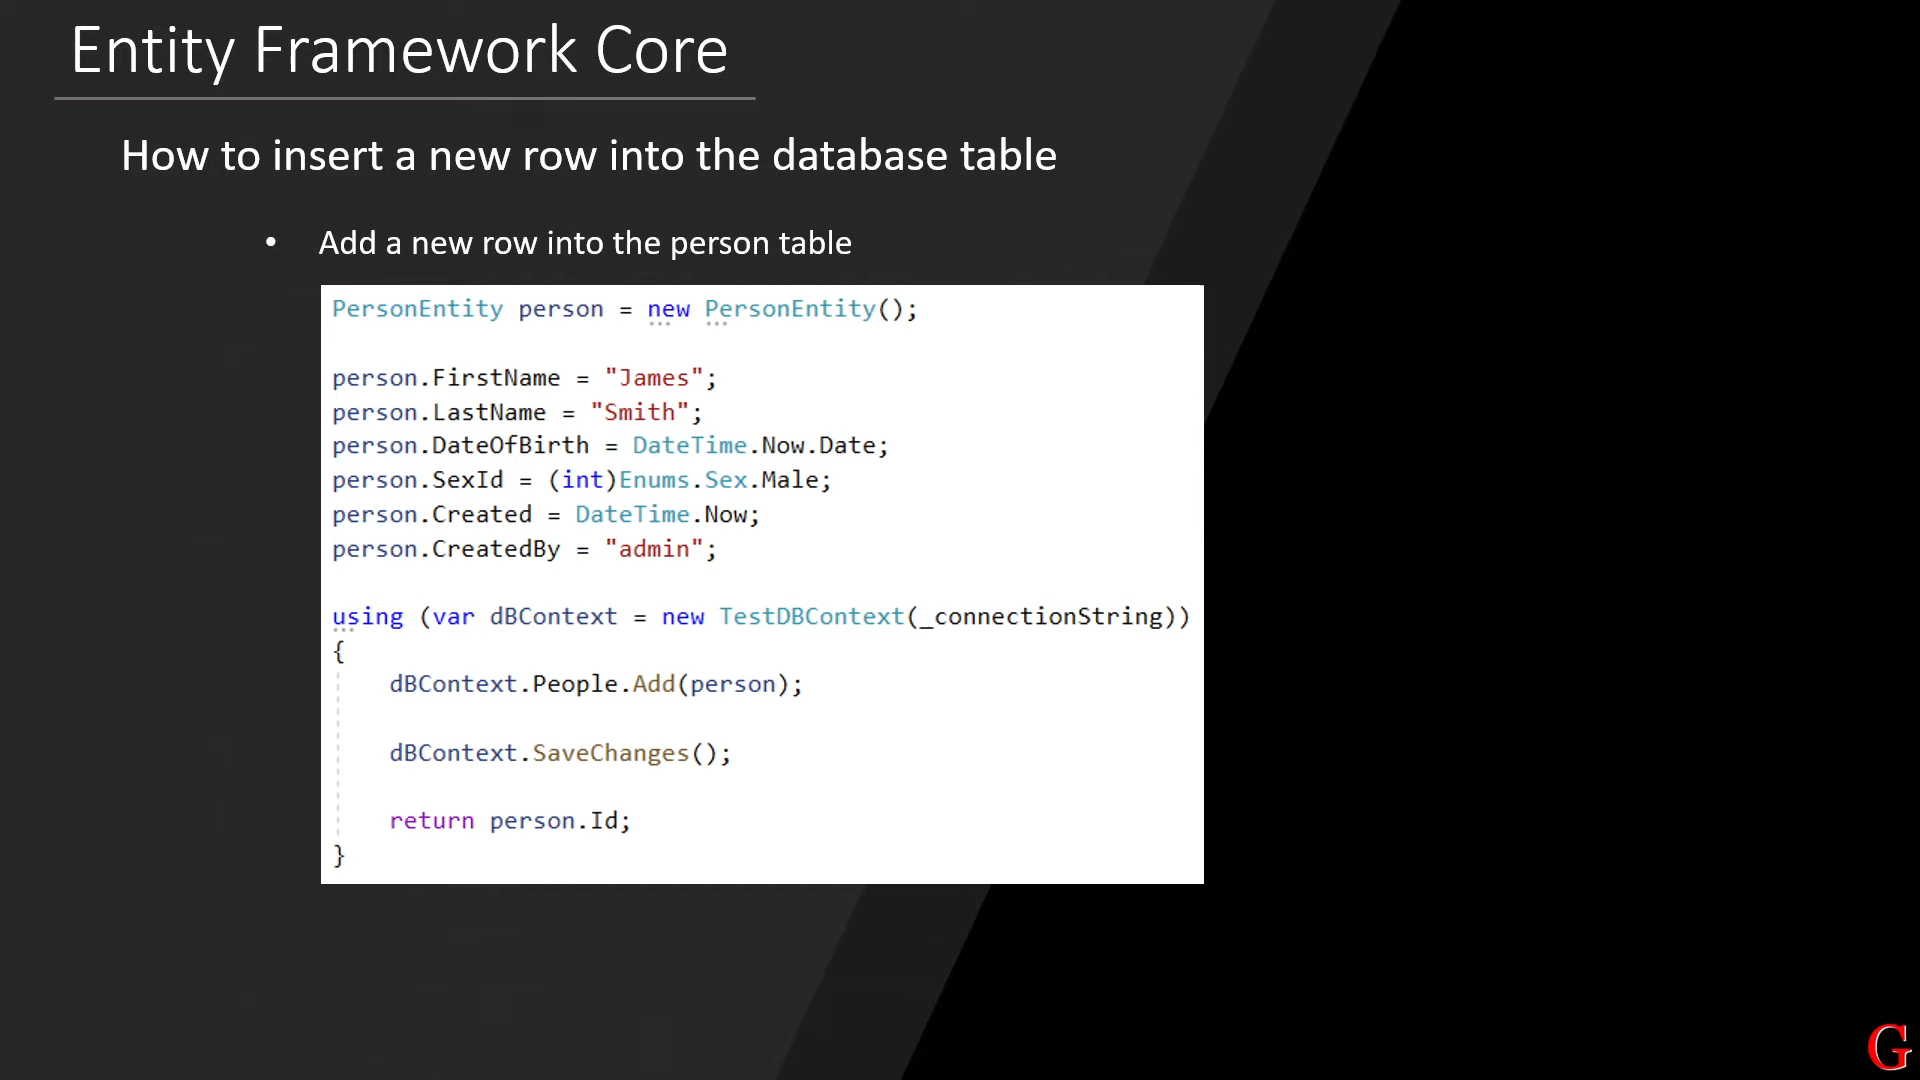 Entity Framework Core
How to insert a new row into the database table
• Add a new row into the person table
PersonEntity person = new PersonEntity();
person.FirstName = "James";
person.LastName = "Smith";
person.DateOfBirth = DateTime.Now.Date;
person.SexId = (int)Enums.Sex.Male;
person.Created = DateTime.Now;
person.CreatedBy = "admin";
using (var dBContext = new TestDBContext(_connectionString))
{
    dBContext.People.Add(person);
    dBContext.SaveChanges();
    return person.Id;
}
G